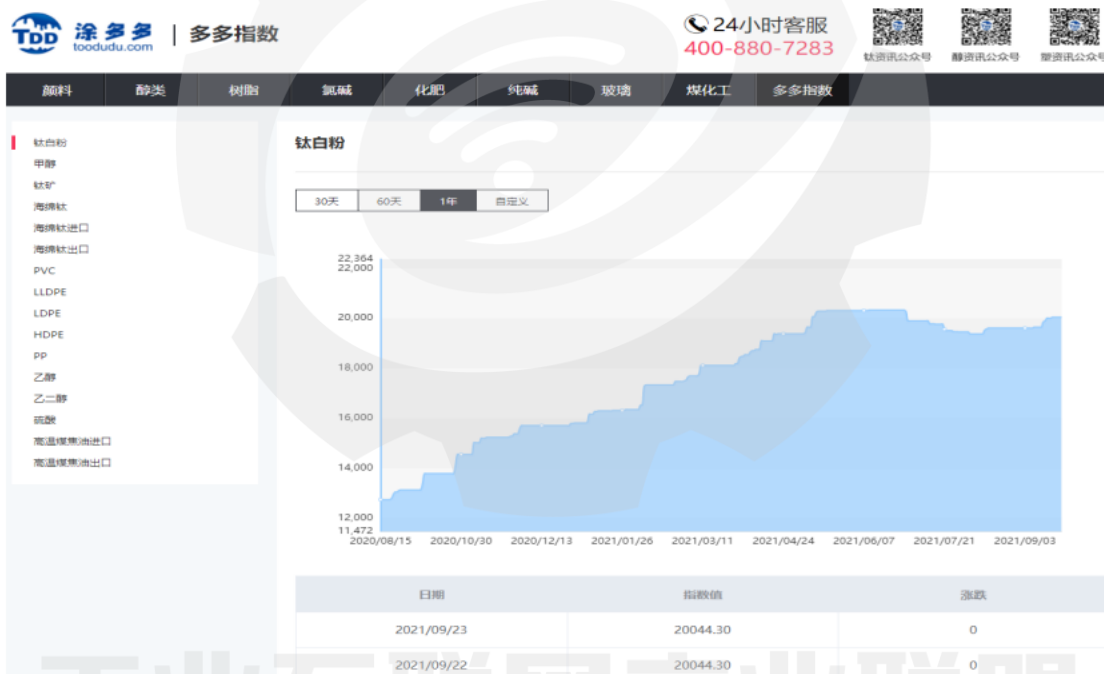 TDD 涂多多 toodudu.com | 多多指数
24小时客服
400-880-7283
钛资讯公众号 醇资讯公众号 塑资讯公众号
颜料 醇类 树脂 氯碱 化肥 纯碱 玻璃 煤化工 多多指数
钛白粉
甲醇
钛矿
海绵钛
海绵钛进口
海绵钛出口
PVC
LLDPE
LDPE
HDPE
PP
乙醇
乙二醇
硫酸
高温煤焦油进口
高温煤焦油出口
钛白粉
30天 60天 1年 自定义
22,364
22,000
20,000
18,000
16,000
14,000
12,000
11,472
2020/08/15 2020/10/30 2020/12/13 2021/01/26 2021/03/11 2021/04/24 2021/06/07 2021/07/21 2021/09/03
日期 指数值 涨跌
2021/09/23 20044.30 0
2021/09/22 20044.30 0